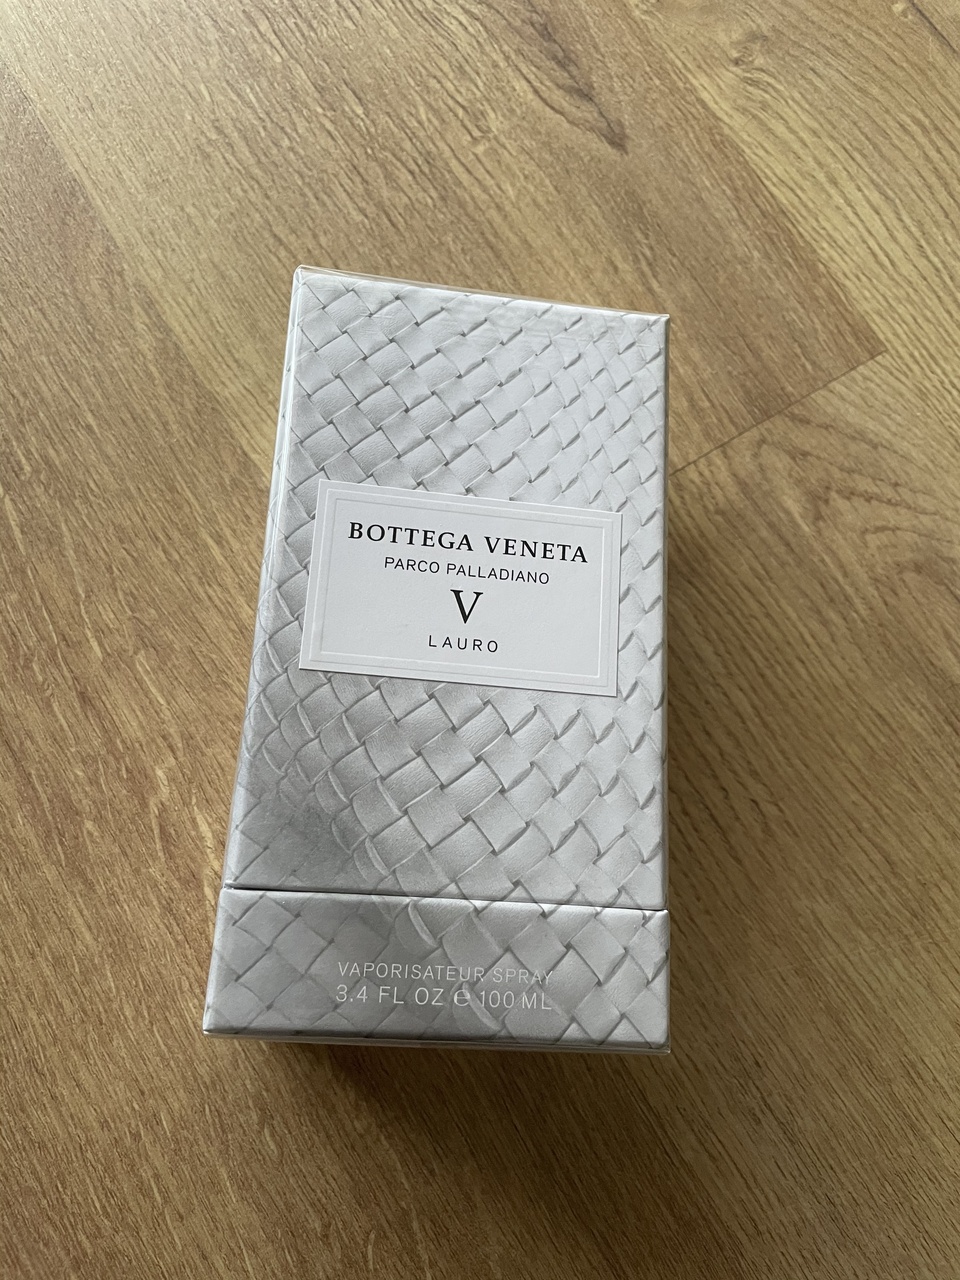 BOTTEGA VENETA
PARCO PALLADIANO
V
LAURO
VAPORISATEUR SPRAY
3.4 FL OZ ℮ 100 ML